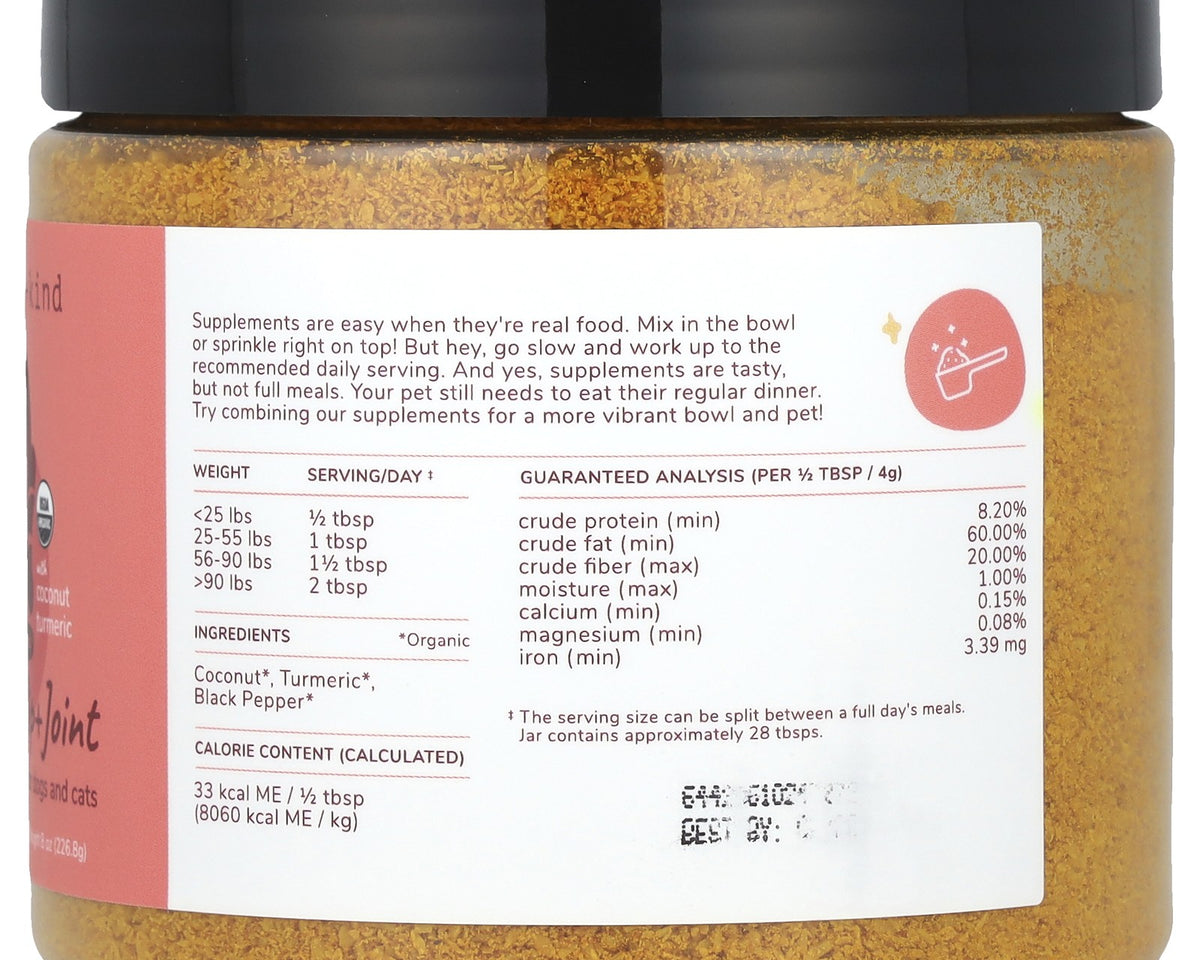 kind
USDA
ORGANIC
with
coconut
turmeric
Joint
dogs and cats
8 oz (226.8g)
Supplements are easy when they're real food. Mix in the bowl
or sprinkle right on top! But hey, go slow and work up to the
recommended daily serving. And yes, supplements are tasty,
but not full meals. Your pet still needs to eat their regular dinner.
Try combining our supplements for a more vibrant bowl and pet!
WEIGHT SERVING/DAY ‡
<25 lbs ½ tbsp
25-55 lbs 1 tbsp
56-90 lbs 1½ tbsp
>90 lbs 2 tbsp
INGREDIENTS *Organic
Coconut*, Turmeric*,
Black Pepper*
CALORIE CONTENT (CALCULATED)
33 kcal ME / ½ tbsp
(8060 kcal ME / kg)
GUARANTEED ANALYSIS (PER ½ TBSP / 4g)
crude protein (min) 8.20%
crude fat (min) 60.00%
crude fiber (max) 20.00%
moisture (max) 1.00%
calcium (min) 0.15%
magnesium (min) 0.08%
iron (min) 3.39 mg
‡ The serving size can be split between a full day's meals.
Jar contains approximately 28 tbsps.
BEST BY: